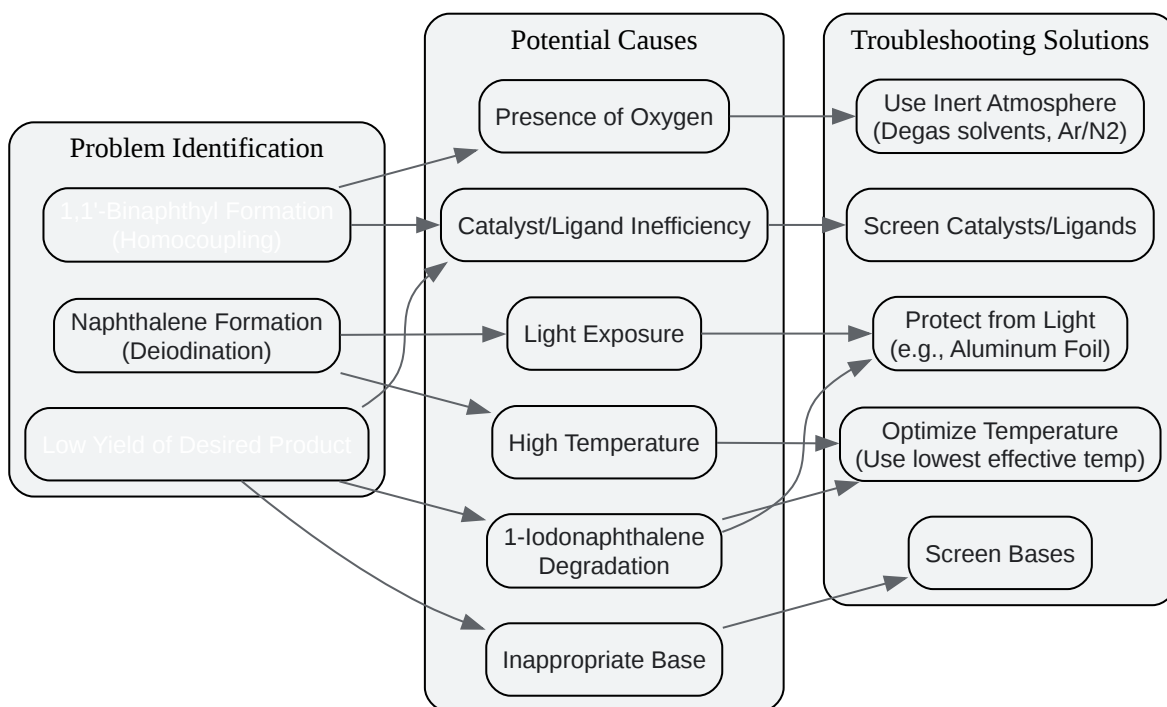 Problem Identification
1,1'-Binaphthyl Formation
(Homocoupling)
Naphthalene Formation
(Deiodination)
Low Yield of Desired Product
Potential Causes
Presence of Oxygen
Catalyst/Ligand Inefficiency
Light Exposure
High Temperature
1-Iodonaphthalene
Degradation
Inappropriate Base
Troubleshooting Solutions
Use Inert Atmosphere
(Degas solvents, Ar/N2)
Screen Catalysts/Ligands
Protect from Light
(e.g., Aluminum Foil)
Optimize Temperature
(Use lowest effective temp)
Screen Bases